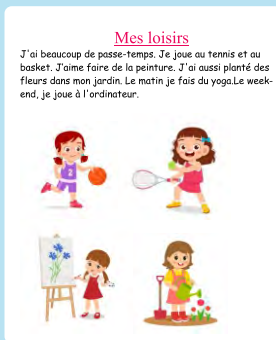 Mes loisirs
J'ai beaucoup de passe-temps. Je joue au tennis et au
basket. J'aime faire de la peinture. J'ai aussi planté des
fleurs dans mon jardin. Le matin je fais du yoga.Le week-
end, je joue à l'ordinateur.
2